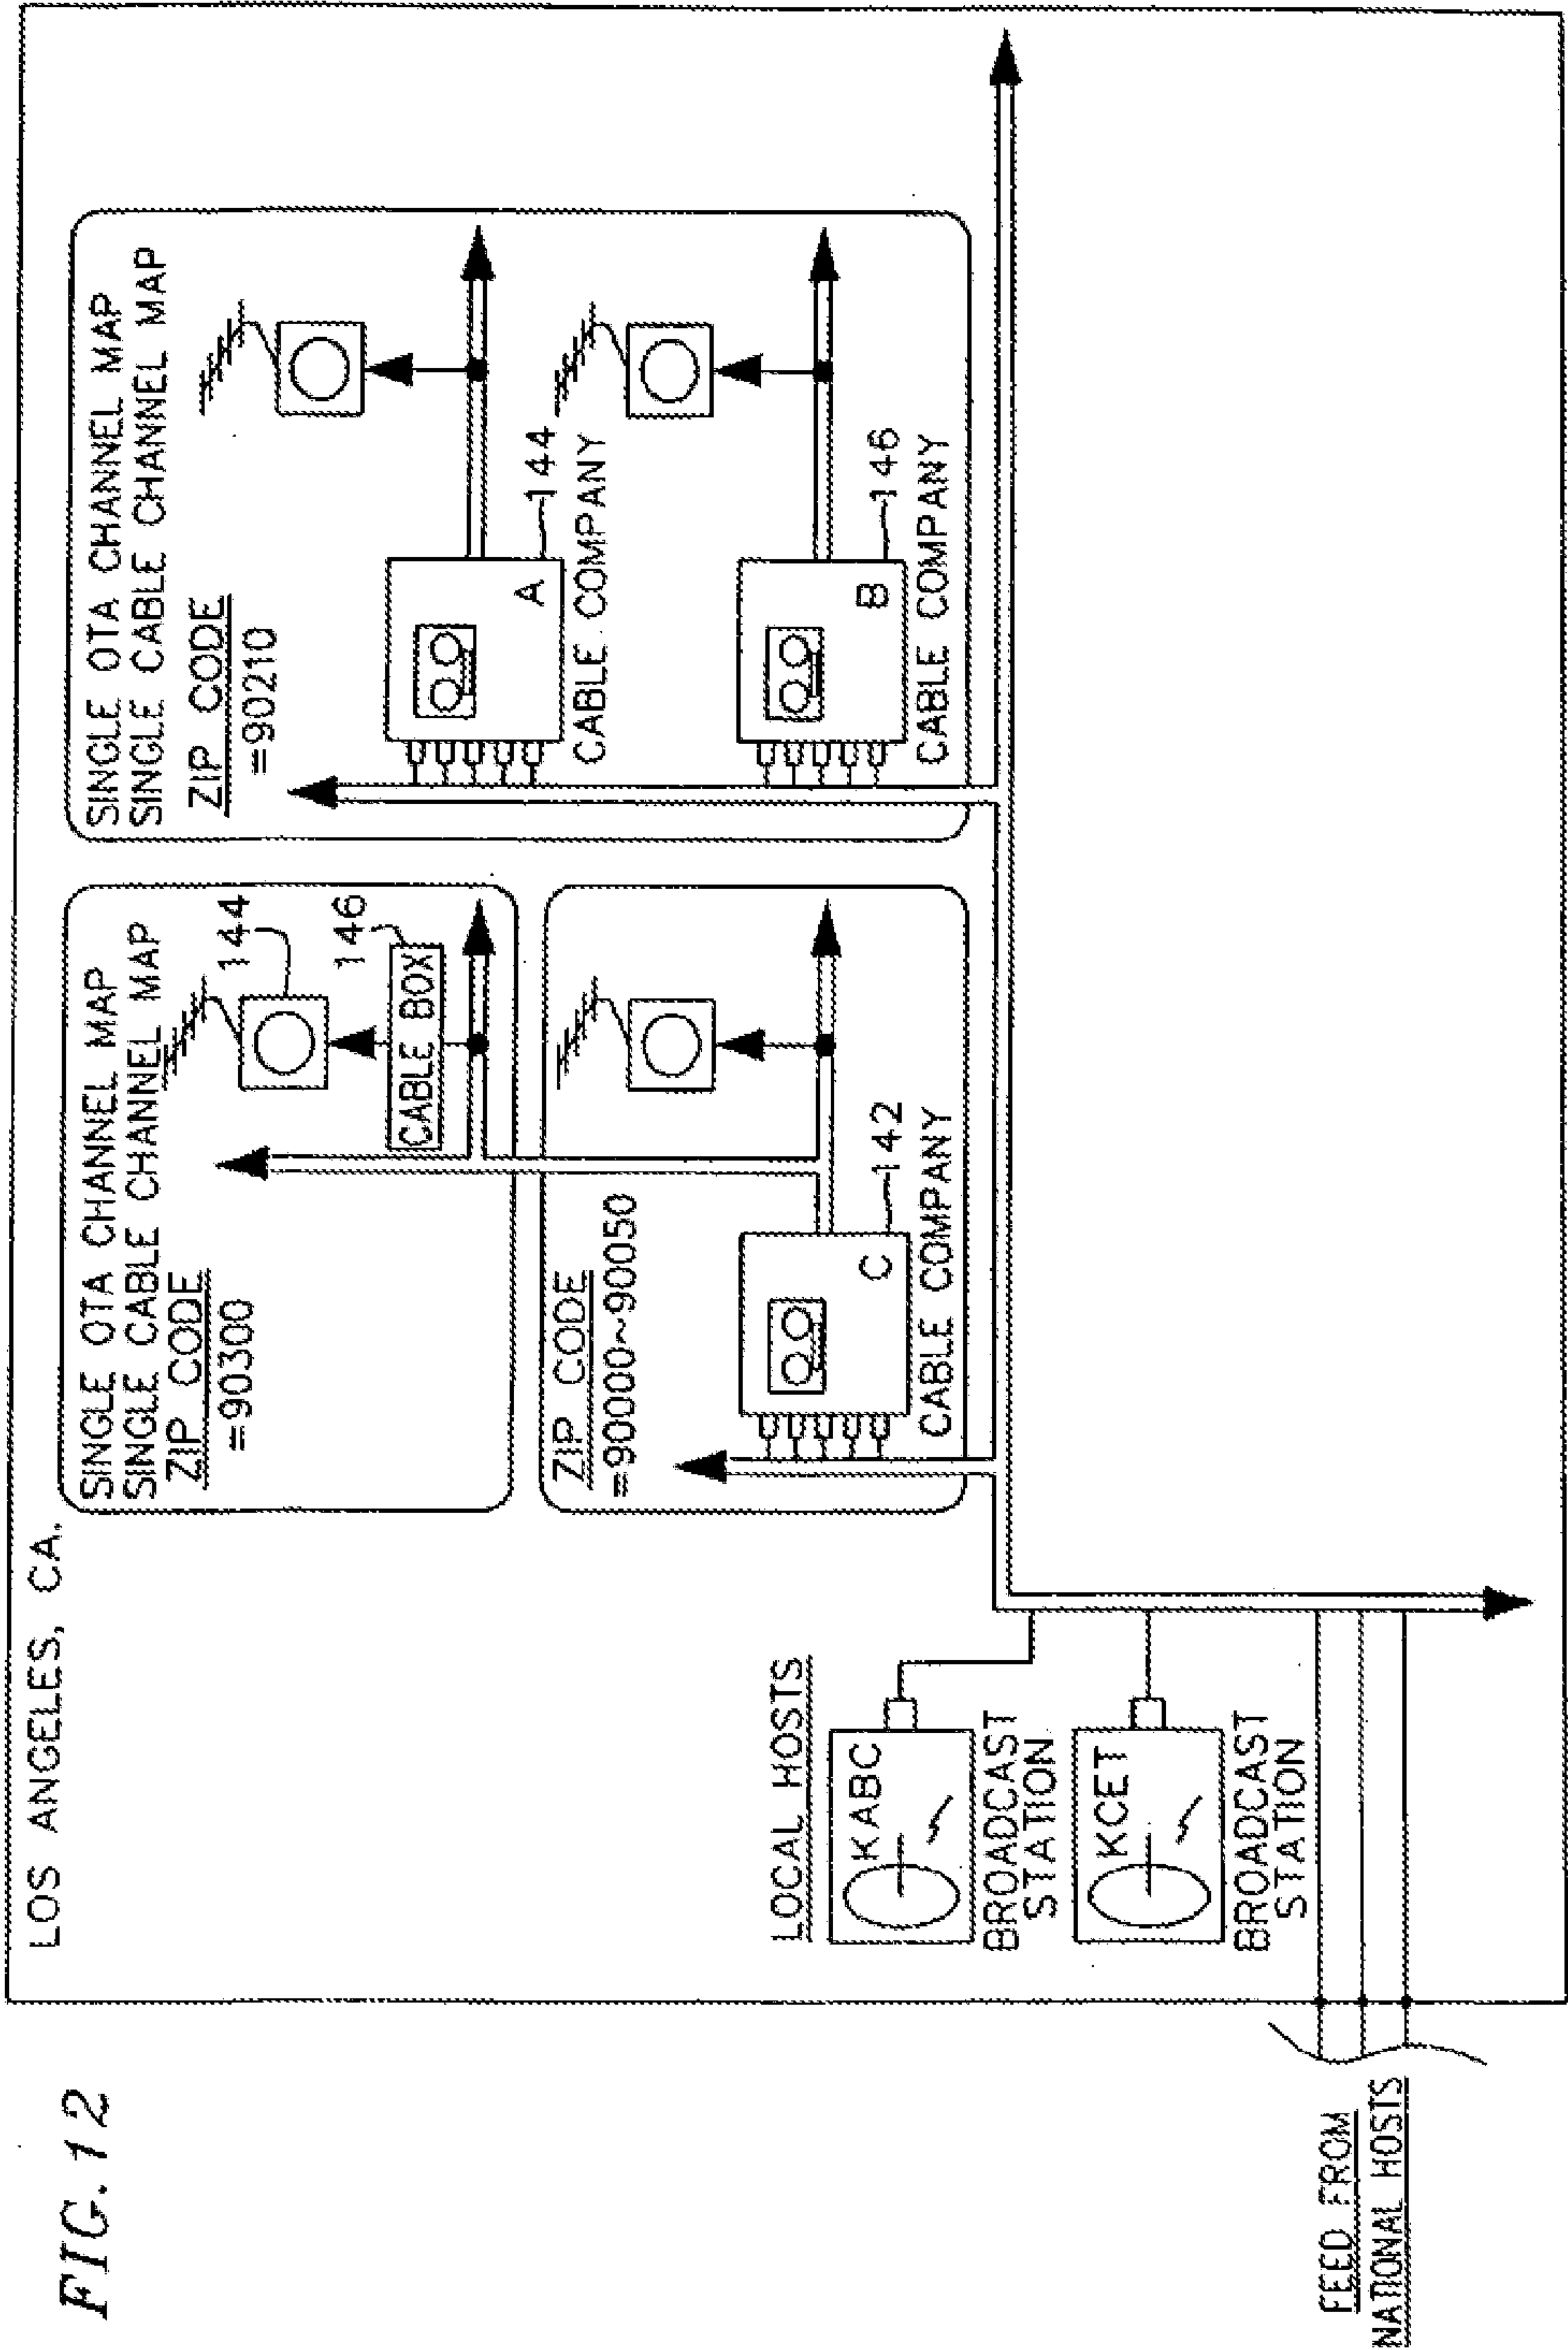 FIG. 12
LOS ANGELES, CA.
SINGLE OTA CHANNEL MAP
SINGLE CABLE CHANNEL MAP
ZIP CODE
=90300
144
146
CABLE BOX
SINGLE OTA CHANNEL MAP
SINGLE CABLE CHANNEL MAP
ZIP CODE
=90210
A
144
CABLE COMPANY
B
146
CABLE COMPANY
ZIP CODE
=90000~90050
C
142
CABLE COMPANY
LOCAL HOSTS
KABC
BROADCAST
STATION
KCET
BROADCAST
STATION
FEED FROM
NATIONAL HOSTS